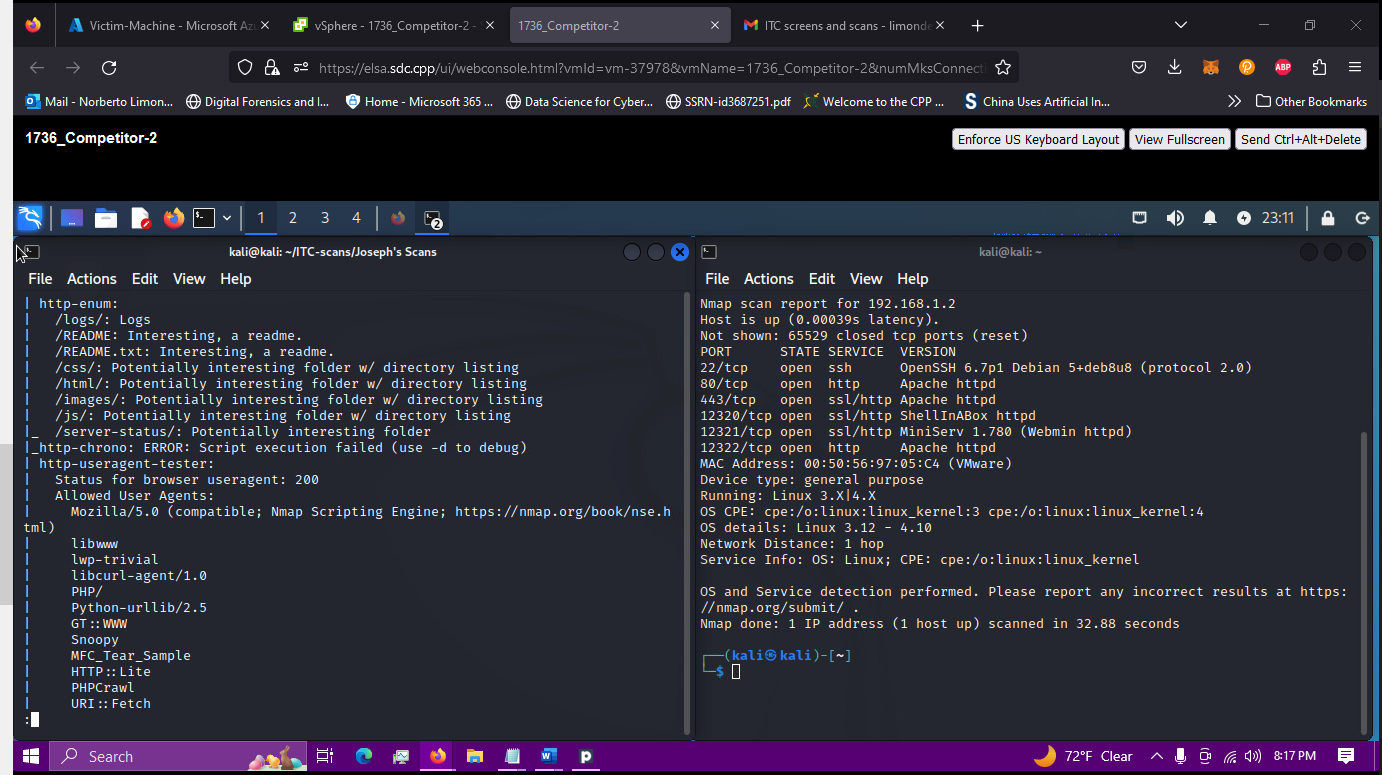 Victim-Machine - Microsoft Az
vSphere - 1736_Competitor-2 -
1736_Competitor-2
ITC screens and scans - limonde
https://elsa.sdc.cpp/ui/webconsole.html?vmId=vm-37978&vmName=1736_Competitor-2&numMksConnecti
ABP
Mail - Norberto Limon...
Digital Forensics and I...
Home - Microsoft 365 ...
Data Science for Cyber...
SSRN-id3687251.pdf
Welcome to the CPP ...
China Uses Artificial In...
Other Bookmarks
1736_Competitor-2
Enforce US Keyboard Layout
View Fullscreen
Send Ctrl+Alt+Delete
1 2 3 4
2
23:11
kali@kali: ~/ITC-scans/Joseph's Scans
File Actions Edit View Help
| http-enum:
|   /logs/: Logs
|   /README: Interesting, a readme.
|   /README.txt: Interesting, a readme.
|   /css/: Potentially interesting folder w/ directory listing
|   /html/: Potentially interesting folder w/ directory listing
|   /images/: Potentially interesting folder w/ directory listing
|   /js/: Potentially interesting folder w/ directory listing
|_  /server-status/: Potentially interesting folder
|_http-chrono: ERROR: Script execution failed (use -d to debug)
| http-useragent-tester:
|   Status for browser useragent: 200
|   Allowed User Agents:
|     Mozilla/5.0 (compatible; Nmap Scripting Engine; https://nmap.org/book/nse.h
tml)
|     libwww
|     lwp-trivial
|     libcurl-agent/1.0
|     PHP/
|     Python-urllib/2.5
|     GT::WWW
|     Snoopy
|     MFC_Tear_Sample
|     HTTP::Lite
|     PHPCrawl
|     URI::Fetch
:
kali@kali: ~
File Actions Edit View Help
Nmap scan report for 192.168.1.2
Host is up (0.00039s latency).
Not shown: 65529 closed tcp ports (reset)
PORT      STATE SERVICE  VERSION
22/tcp    open  ssh      OpenSSH 6.7p1 Debian 5+deb8u8 (protocol 2.0)
80/tcp    open  http     Apache httpd
443/tcp   open  ssl/http Apache httpd
12320/tcp open  ssl/http ShellInABox httpd
12321/tcp open  ssl/http MiniServ 1.780 (Webmin httpd)
12322/tcp open  http     Apache httpd
MAC Address: 00:50:56:97:05:C4 (VMware)
Device type: general purpose
Running: Linux 3.X|4.X
OS CPE: cpe:/o:linux:linux_kernel:3 cpe:/o:linux:linux_kernel:4
OS details: Linux 3.12 - 4.10
Network Distance: 1 hop
Service Info: OS: Linux; CPE: cpe:/o:linux:linux_kernel
OS and Service detection performed. Please report any incorrect results at https:
//nmap.org/submit/ .
Nmap done: 1 IP address (1 host up) scanned in 32.88 seconds
┌──(kali㉿kali)-[~]
└─$
Search
72°F Clear
8:17 PM